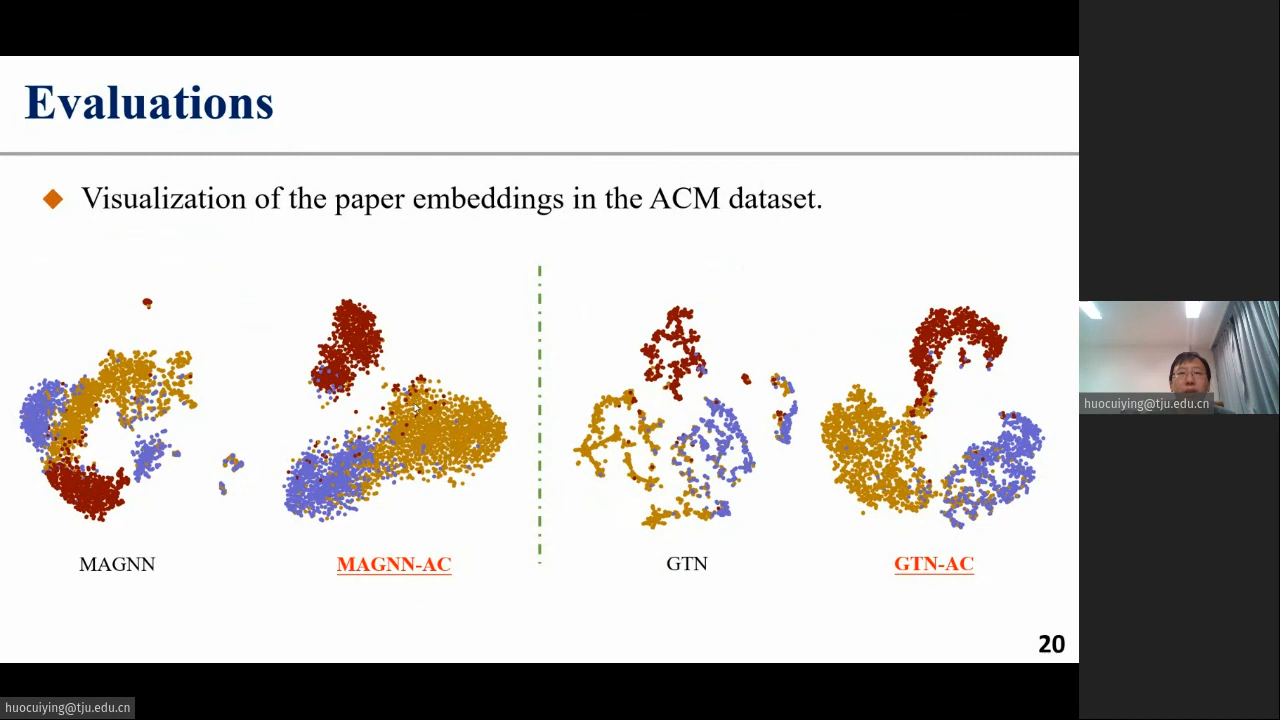 Evaluations
Visualization of the paper embeddings in the ACM dataset.
MAGNN
MAGNN-AC
GTN
GTN-AC
20
huocuiying@tju.edu.cn
huocuiying@tju.edu.cn